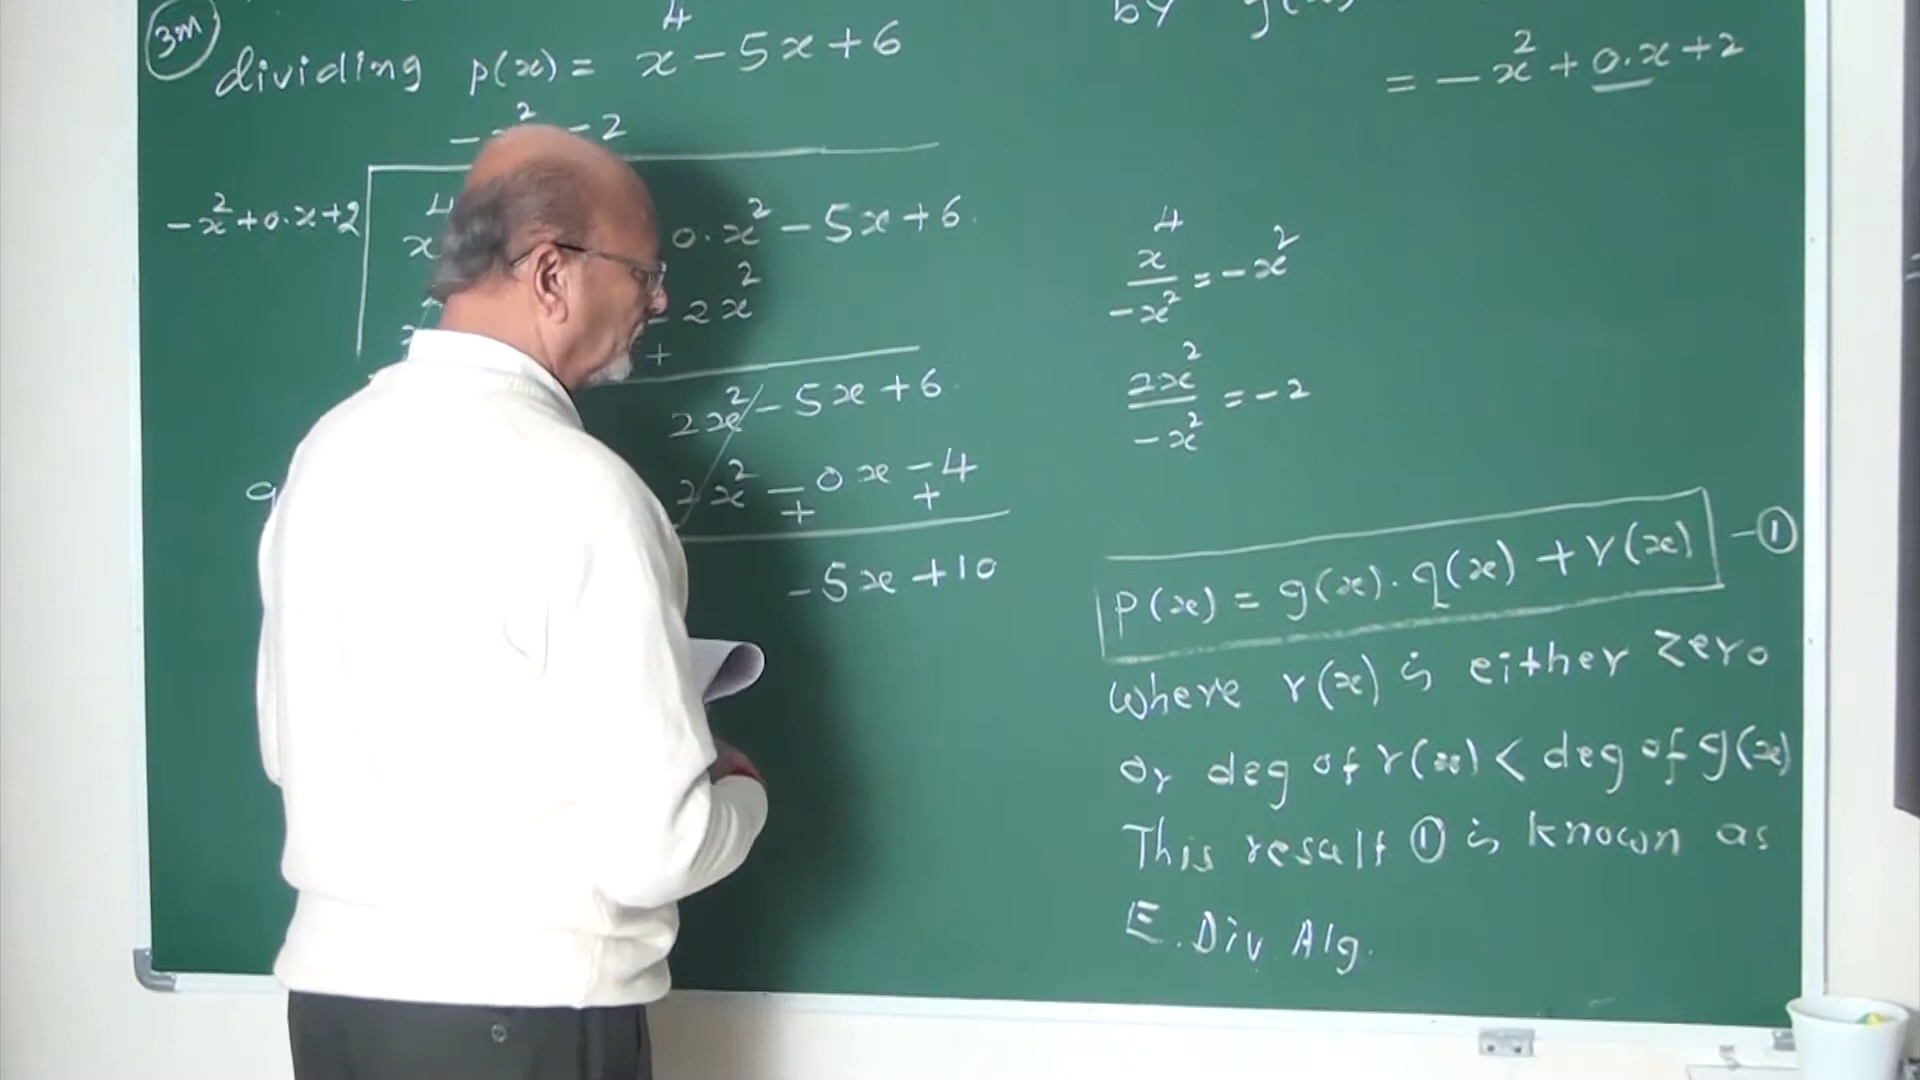 3m
dividing p(x) = x⁴ - 5x + 6
by
= -x² + 0.x + 2
- 2
-x² + 0.x + 2
0.x² - 5x + 6
- 2x²
+
2x² - 5x + 6
2x² - 0x - 4
+ +
-5x + 10
x⁴/-x² = -x²
2x²/-x² = -2
p(x) = g(x).q(x) + r(x) - ①
where r(x) is either zero
or deg of r(x) < deg of g(x)
This result ① is known as
E. Div. Alg.